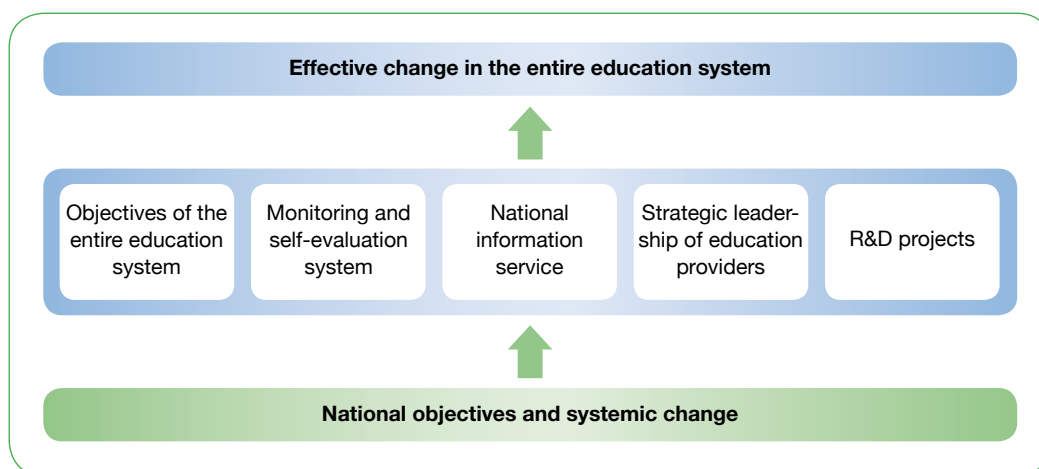 Effective change in the entire education system
Objectives of the
entire education
system
Monitoring and
self-evaluation
system
National
information
service
Strategic leader-
ship of education
providers
R&D projects
National objectives and systemic change